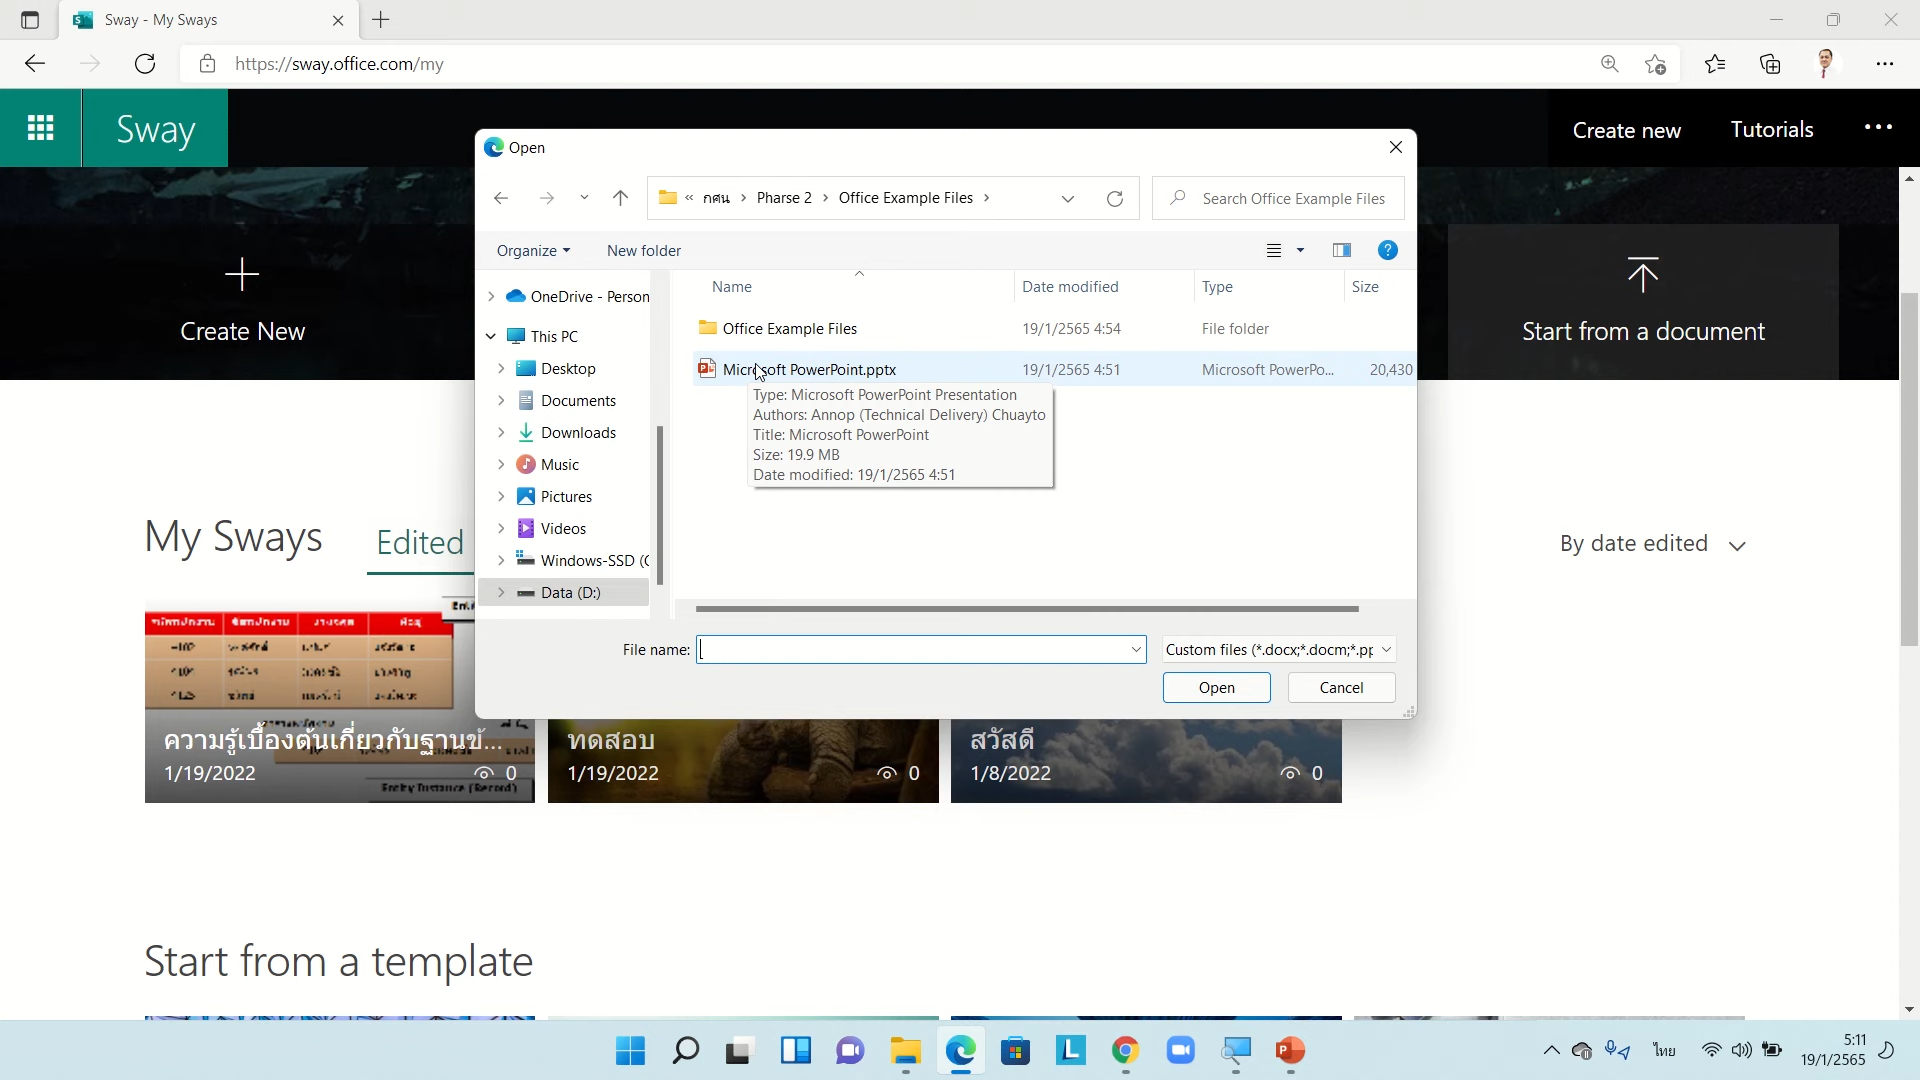 Sway - My Sways
https://sway.office.com/my
Sway
Create new
Tutorials
Create New
Start from a document
Open
« กศน › Pharse 2 › Office Example Files ›
Search Office Example Files
Organize
New folder
Name
Date modified
Type
Size
OneDrive - Person
This PC
Desktop
Documents
Downloads
Music
Pictures
Videos
Windows-SSD (C
Data (D:)
Office Example Files
19/1/2565 4:54
File folder
Microsoft PowerPoint.pptx
19/1/2565 4:51
Microsoft PowerPo...
20,430
Type: Microsoft PowerPoint Presentation
Authors: Annop (Technical Delivery) Chuayto
Title: Microsoft PowerPoint
Size: 19.9 MB
Date modified: 19/1/2565 4:51
File name:
Custom files (*.docx;*.docm;*.pp
Open
Cancel
My Sways
Edited
By date edited
ความรู้เบื้องต้นเกี่ยวกับฐานข้...
1/19/2022
0
Entity Instance (Record)
ทดสอบ
1/19/2022
0
สวัสดี
1/8/2022
0
Start from a template
ไทย
5:11
19/1/2565